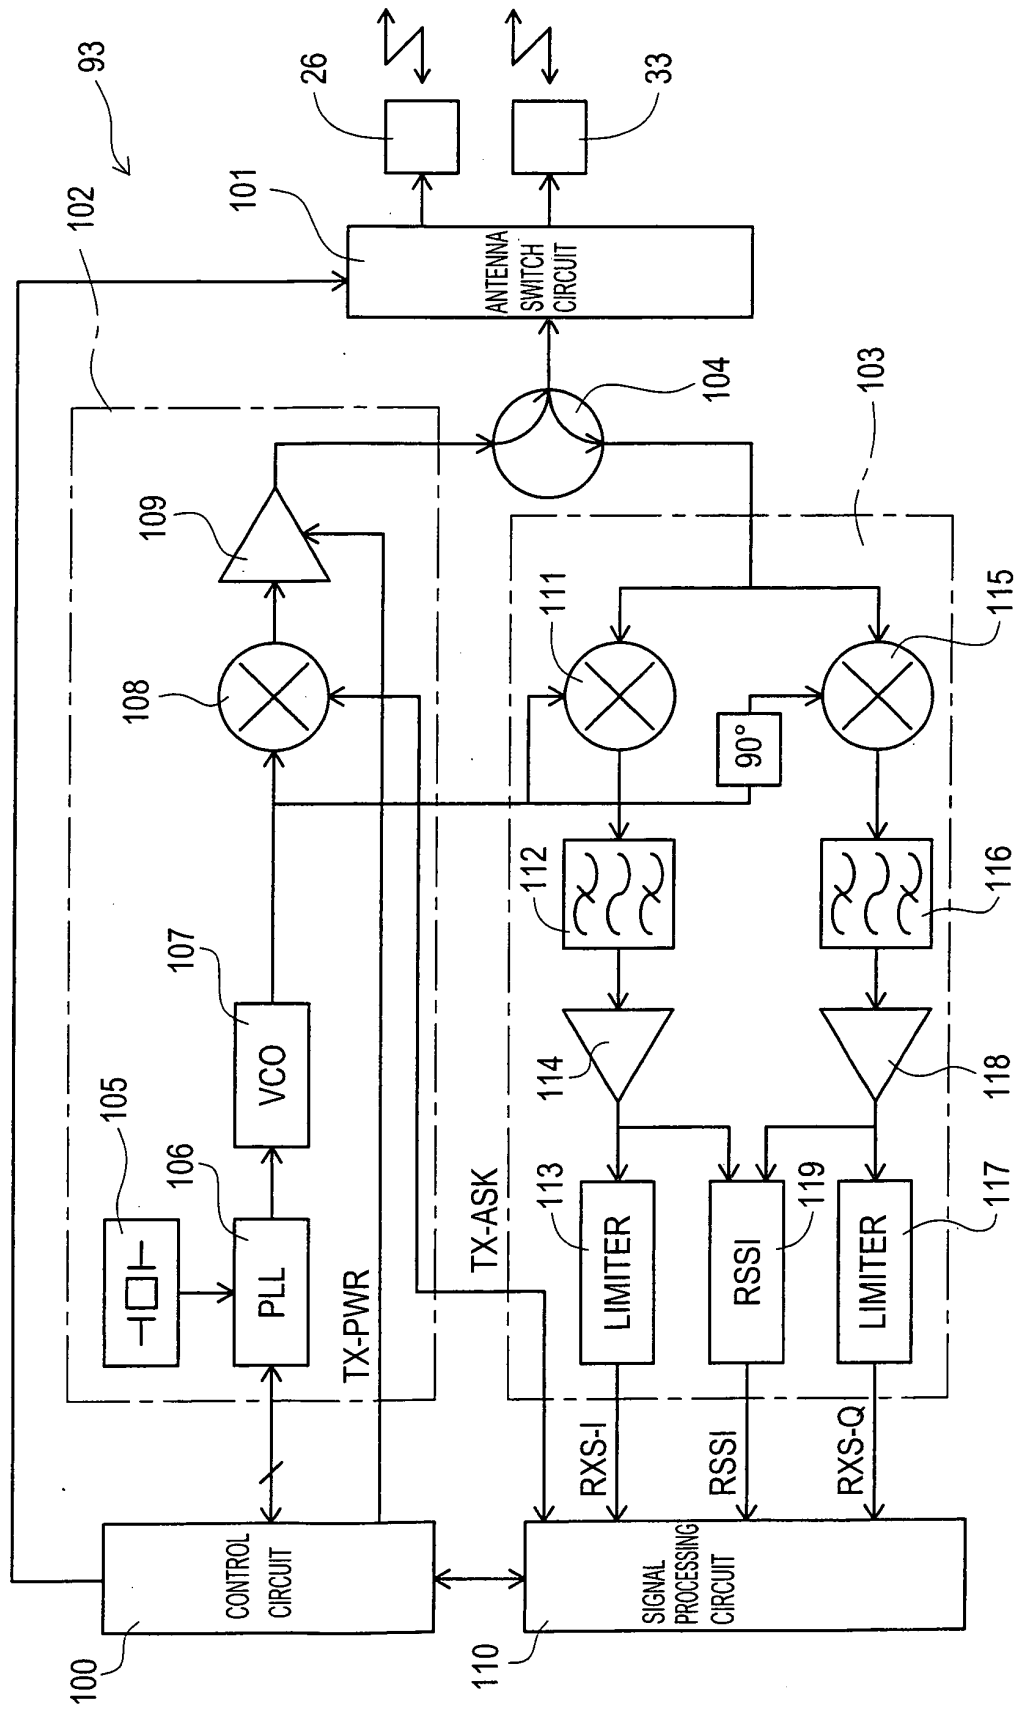 93
102
101
26
33
109
108
104
103
111
115
90°
107
VCO
112
116
105
106
PLL
TX-PWR
TX-ASK
114
118
113
LIMITER
119
RSSI
117
LIMITER
RXS-I
RSSI
RXS-Q
100
CONTROL
CIRCUIT
110
SIGNAL
PROCESSING
CIRCUIT
ANTENNA
SWITCH
CIRCUIT